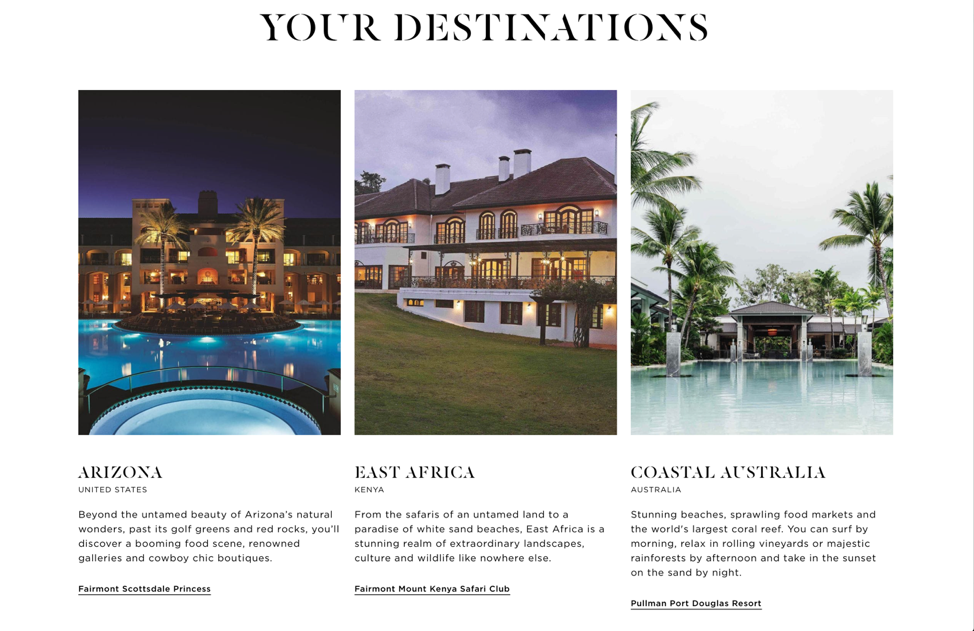 YOUR DESTINATIONS
ARIZONA
UNITED STATES
Beyond the untamed beauty of Arizona's natural
wonders, past its golf greens and red rocks, you'll
discover a booming food scene, renowned
galleries and cowboy chic boutiques.
Fairmont Scottsdale Princess
EAST AFRICA
KENYA
From the safaris of an untamed land to a
paradise of white sand beaches, East Africa is a
stunning realm of extraordinary landscapes,
culture and wildlife like nowhere else.
Fairmont Mount Kenya Safari Club
COASTAL AUSTRALIA
AUSTRALIA
Stunning beaches, sprawling food markets and
the world's largest coral reef. You can surf by
morning, relax in rolling vineyards or majestic
rainforests by afternoon and take in the sunset
on the sand by night.
Pullman Port Douglas Resort